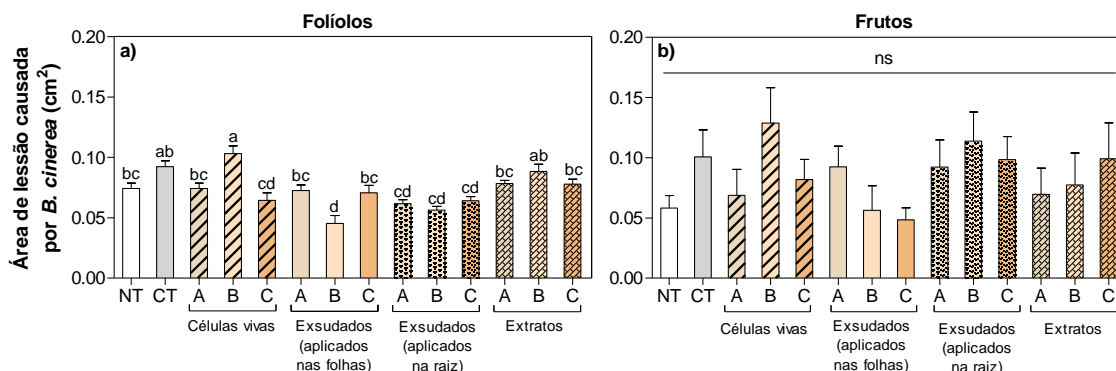 Folíolos
Frutos
Área de lessão causada
por B. cinerea (cm²)
a)
0.20
0.15
0.10
0.05
0.00
bc ab bc a cd bc d bc cd cd cd bc ab bc
NT CT A B C A B C A B C A B C
Células vivas
Exsudados
(aplicados
nas folhas)
Exsudados
(aplicados
na raiz)
Extratos
b)
0.20
0.15
0.10
0.05
0.00
ns
NT CT A B C A B C A B C A B C
Células vivas
Exsudados
(aplicados
nas folhas)
Exsudados
(aplicados
na raiz)
Extratos